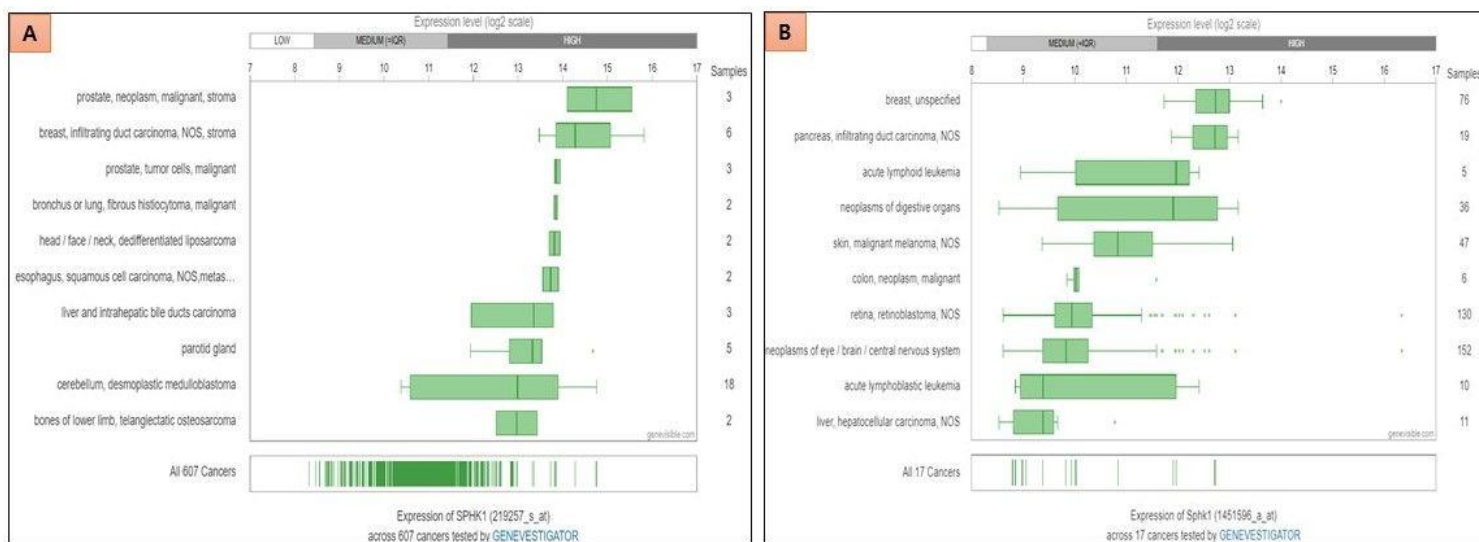 A
Expression level (log2 scale)
LOW MEDIUM (=IQR) HIGH
7 8 9 10 11 12 13 14 15 16 17 Samples
prostate, neoplasm, malignant, stroma 3
breast, infiltrating duct carcinoma, NOS, stroma 6
prostate, tumor cells, malignant 3
bronchus or lung, fibrous histiocytoma, malignant 2
head / face / neck, dedifferentiated liposarcoma 2
esophagus, squamous cell carcinoma, NOS,metas... 2
liver and intrahepatic bile ducts carcinoma 3
parotid gland 5
cerebellum, desmoplastic medulloblastoma 18
bones of lower limb, telangiectatic osteosarcoma 2
genevisible.com
All 607 Cancers
Expression of SPHK1 (219257_s_at)
across 607 cancers tested by GENEVESTIGATOR
B
Expression level (log2 scale)
MEDIUM (=IQR) HIGH
8 9 10 11 12 13 14 15 16 17 Samples
breast, unspecified 76
pancreas, infiltrating duct carcinoma, NOS 19
acute lymphoid leukemia 5
neoplasms of digestive organs 36
skin, malignant melanoma, NOS 47
colon, neoplasm, malignant 6
retina, retinoblastoma, NOS 130
neoplasms of eye / brain / central nervous system 152
acute lymphoblastic leukemia 10
liver, hepatocellular carcinoma, NOS 11
genevisible.com
All 17 Cancers
Expression of Sphk1 (1451596_a_at)
across 17 cancers tested by GENEVESTIGATOR